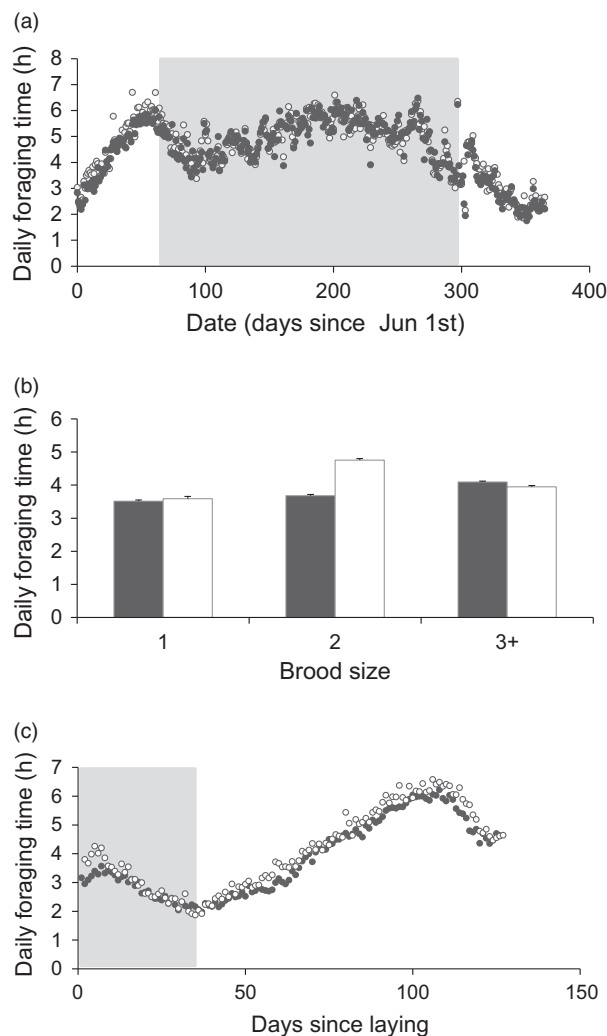 (a)
Daily foraging time (h)
8
7
6
5
4
3
2
1
0
0 100 200 300 400
Date (days since Jun 1st)
(b)
Daily foraging time (h)
6
5
4
3
2
1
0
1 2 3+
Brood size
(c)
Daily foraging time (h)
7
6
5
4
3
2
1
0
0 50 100 150
Days since laying